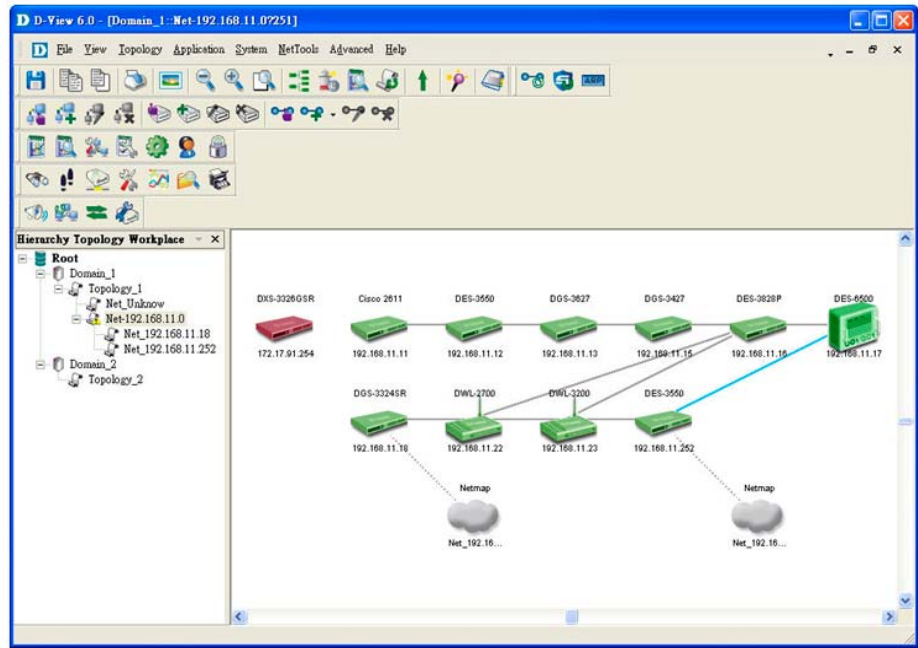 D-View 6.0 - [Domain_1::Net-192.168.11.0?251]
File View Topology Application System NetTools Advanced Help
ARP
Hierarchy Topology Workplace
Root
Domain_1
Topology_1
Net_Unknow
Net-192.168.11.0
Net_192.168.11.18
Net_192.168.11.252
Domain_2
Topology_2
DXS-3326GSR Cisco 2611 DES-3550 DGS-3627 DGS-3427 DES-3828P DES-6500
172.17.91.254 192.168.11.11 192.168.11.12 192.168.11.13 192.168.11.15 192.168.11.16 192.168.11.17
DGS-3324SR DWL-2700 DWL-3200 DES-3550
192.168.11.18 192.168.11.22 192.168.11.23 192.168.11.252
Netmap Netmap
Net_192.16... Net_192.16...